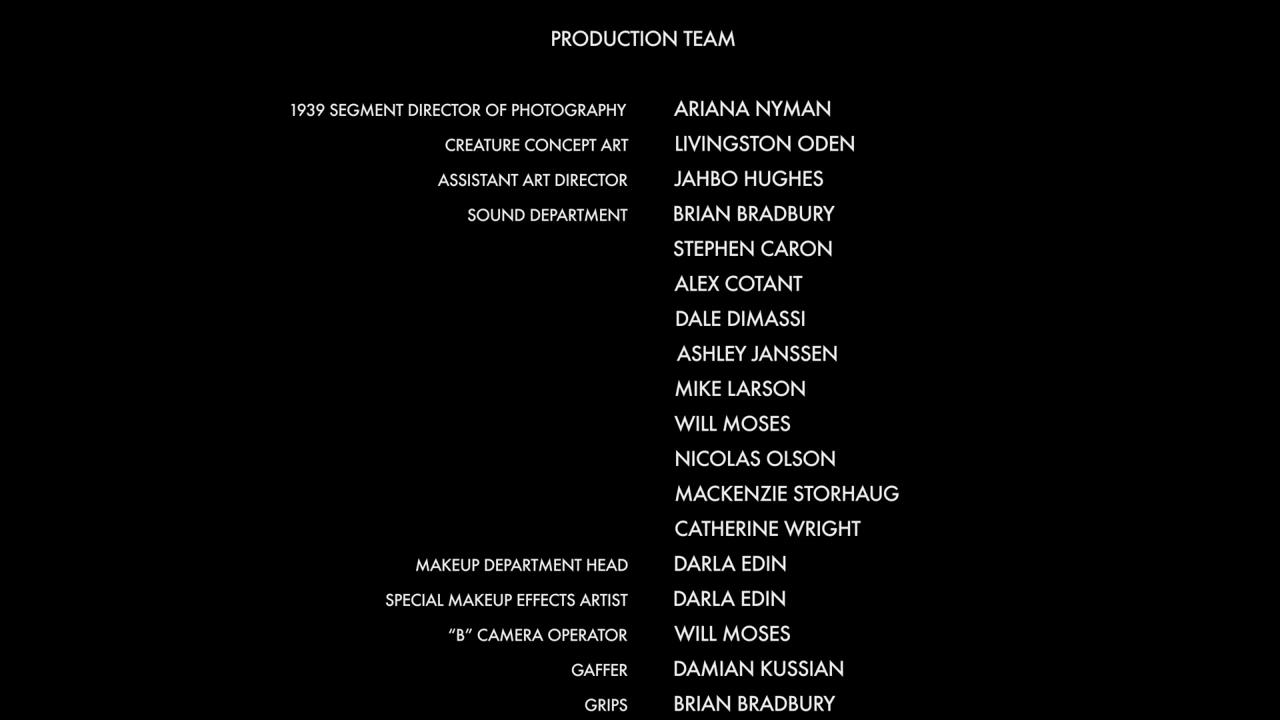 PRODUCTION TEAM
1939 SEGMENT DIRECTOR OF PHOTOGRAPHY ARIANA NYMAN
CREATURE CONCEPT ART LIVINGSTON ODEN
ASSISTANT ART DIRECTOR JAHBO HUGHES
SOUND DEPARTMENT BRIAN BRADBURY
STEPHEN CARON
ALEX COTANT
DALE DIMASSI
ASHLEY JANSSEN
MIKE LARSON
WILL MOSES
NICOLAS OLSON
MACKENZIE STORHAUG
CATHERINE WRIGHT
MAKEUP DEPARTMENT HEAD DARLA EDIN
SPECIAL MAKEUP EFFECTS ARTIST DARLA EDIN
“B” CAMERA OPERATOR WILL MOSES
GAFFER DAMIAN KUSSIAN
GRIPS BRIAN BRADBURY